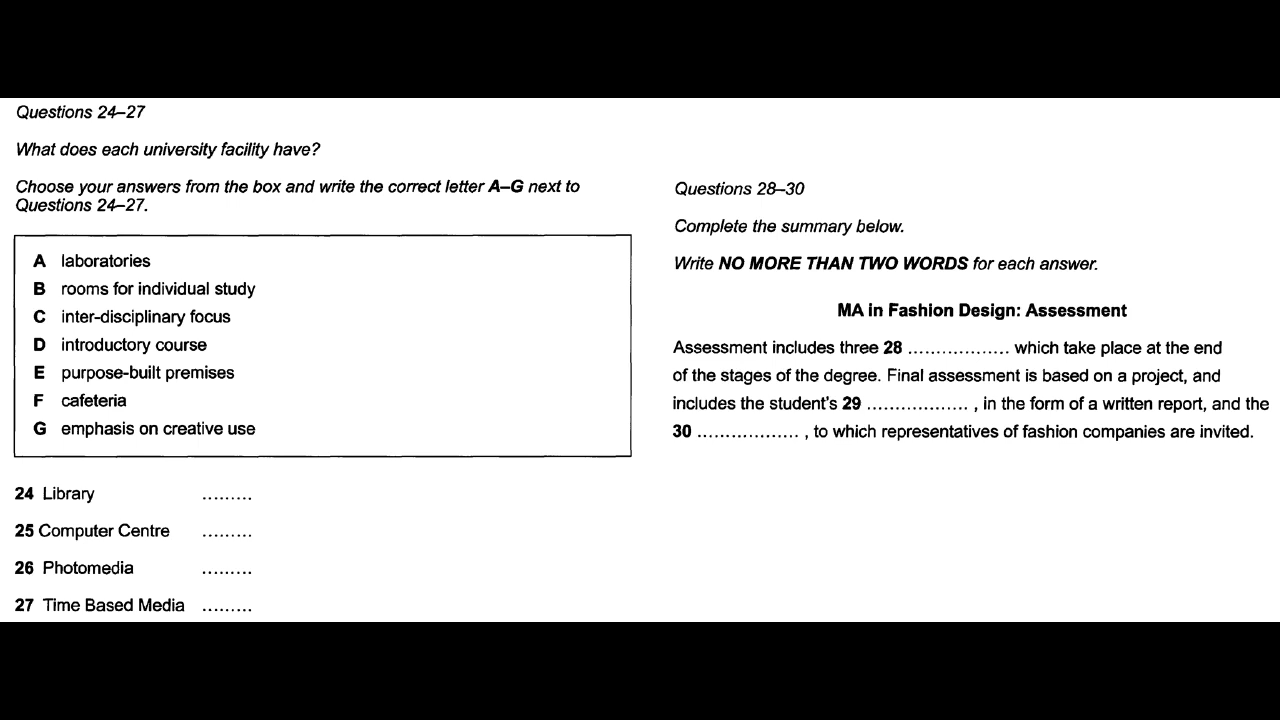 Questions 24–27
What does each university facility have?
Choose your answers from the box and write the correct letter A–G next to
Questions 24–27.
A laboratories
B rooms for individual study
C inter-disciplinary focus
D introductory course
E purpose-built premises
F cafeteria
G emphasis on creative use
24 Library .........
25 Computer Centre .........
26 Photomedia .........
27 Time Based Media .........
Questions 28–30
Complete the summary below.
Write NO MORE THAN TWO WORDS for each answer.
MA in Fashion Design: Assessment
Assessment includes three 28 .................. which take place at the end
of the stages of the degree. Final assessment is based on a project, and
includes the student's 29 .................. , in the form of a written report, and the
30 .................. , to which representatives of fashion companies are invited.